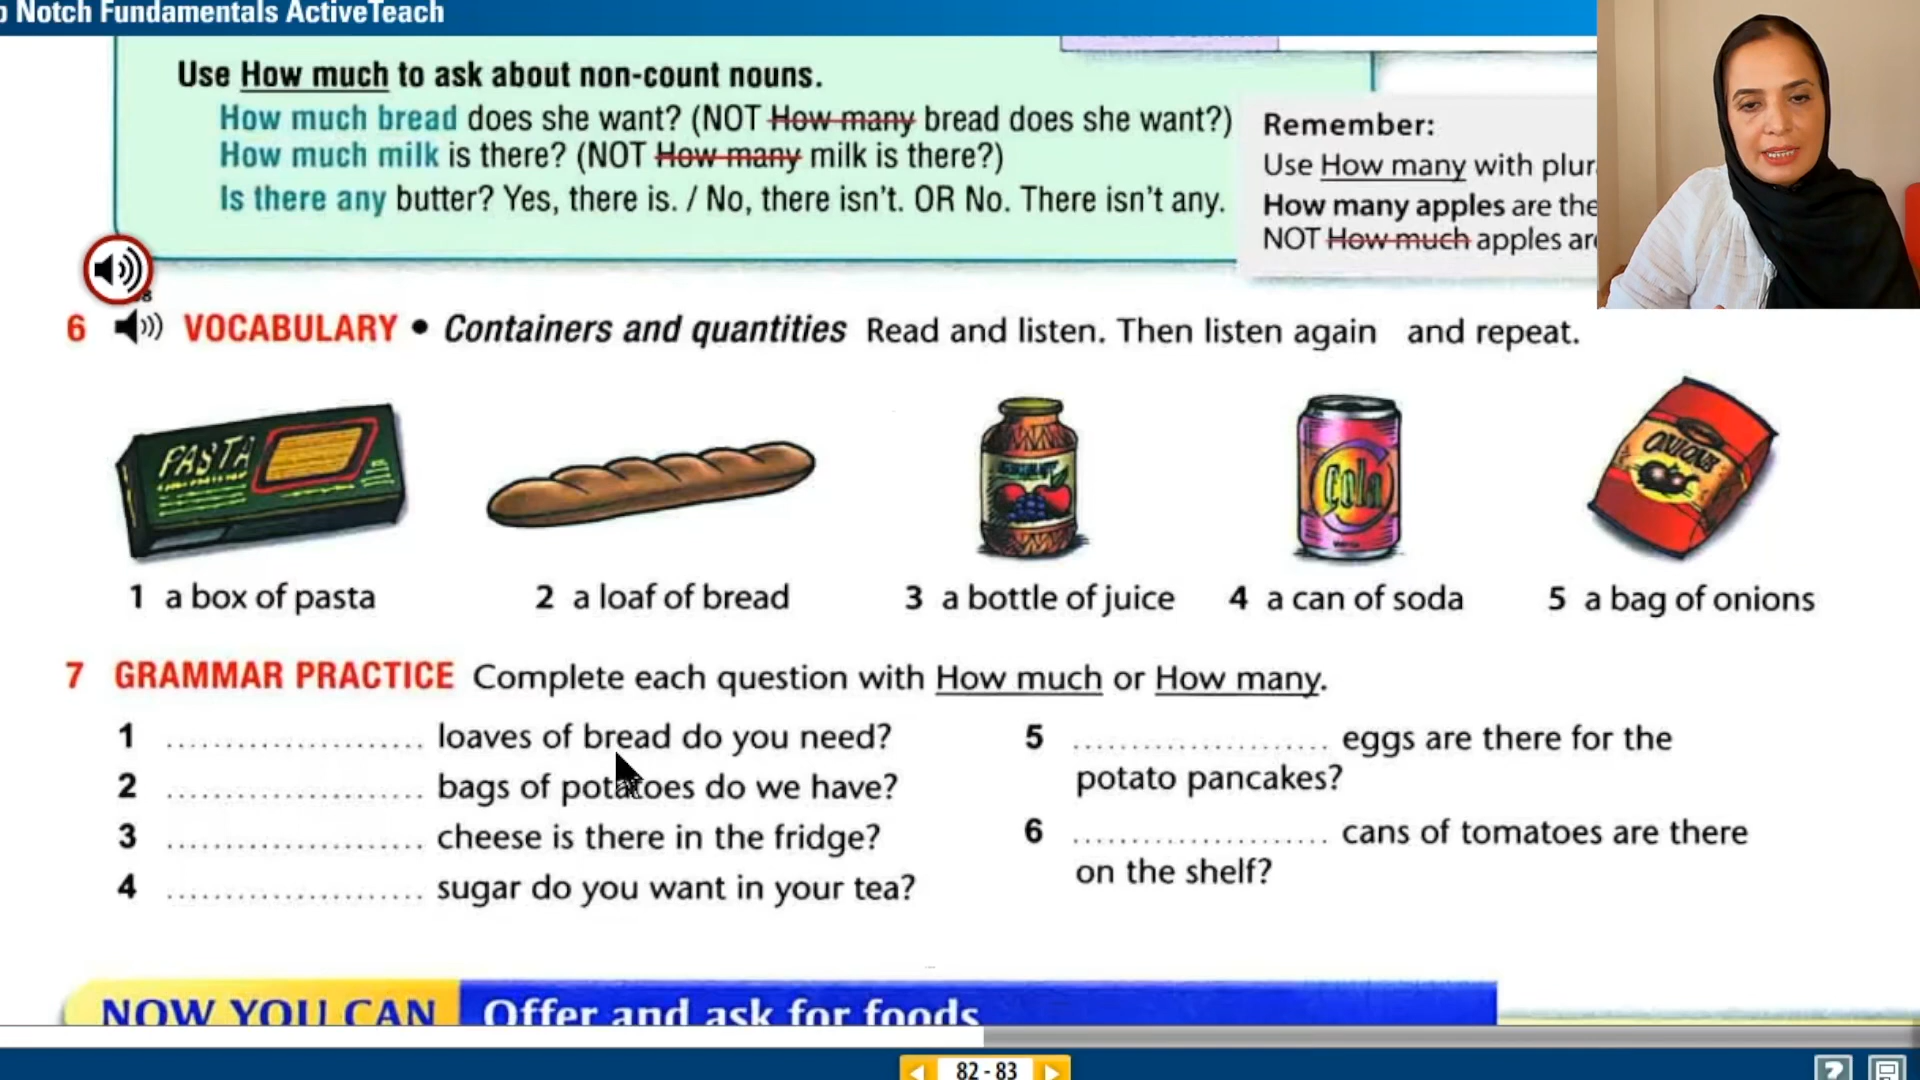 Notch Fundamentals ActiveTeach
Use How much to ask about non-count nouns.
How much bread does she want? (NOT How many bread does she want?)
How much milk is there? (NOT How many milk is there?)
Is there any butter? Yes, there is. / No, there isn't. OR No. There isn't any.
Remember:
Use How many with plur
How many apples are the
NOT How much apples are
6 VOCABULARY • Containers and quantities Read and listen. Then listen again and repeat.
PASTA
Cola
ONIONS
1 a box of pasta
2 a loaf of bread
3 a bottle of juice
4 a can of soda
5 a bag of onions
7 GRAMMAR PRACTICE Complete each question with How much or How many.
1 ...................... loaves of bread do you need?
2 ...................... bags of potatoes do we have?
3 ...................... cheese is there in the fridge?
4 ...................... sugar do you want in your tea?
5 ...................... eggs are there for the
potato pancakes?
6 ...................... cans of tomatoes are there
on the shelf?
NOW YOU CAN Offer and ask for foods
82 - 83
?